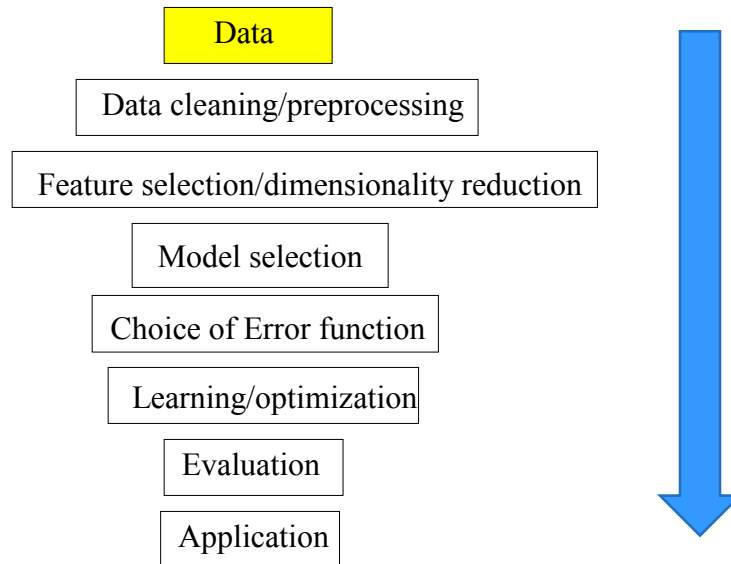 Data
Data cleaning/preprocessing
Feature selection/dimensionality reduction
Model selection
Choice of Error function
Learning/optimization
Evaluation
Application